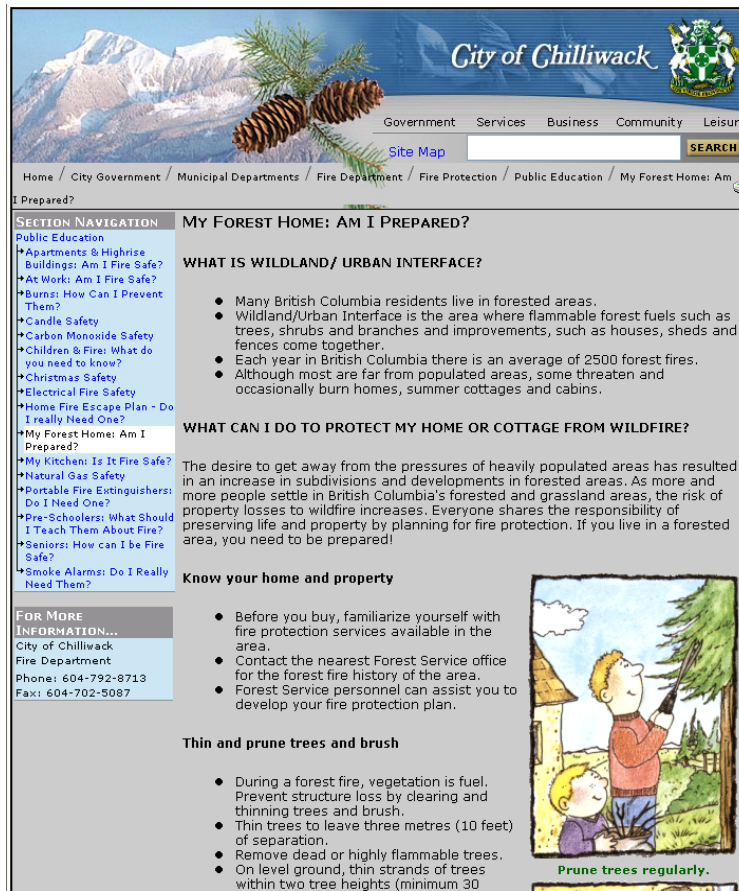 City of Chilliwack
Government Services Business Community Leisur
Site Map
SEARCH
Home / City Government / Municipal Departments / Fire Department / Fire Protection / Public Education / My Forest Home: Am
I Prepared?
SECTION NAVIGATION
Public Education
Apartments & Highrise
Buildings: Am I Fire Safe?
At Work: Am I Fire Safe?
Burns: How Can I Prevent
Them?
Candle Safety
Carbon Monoxide Safety
Children & Fire: What do
you need to know?
Christmas Safety
Electrical Fire Safety
Home Fire Escape Plan - Do
I really Need One?
My Forest Home: Am I
Prepared?
My Kitchen: Is It Fire Safe?
Natural Gas Safety
Portable Fire Extinguishers:
Do I Need One?
Pre-Schoolers: What Should
I Teach Them About Fire?
Seniors: How can I be Fire
Safe?
Smoke Alarms: Do I Really
Need Them?
FOR MORE
INFORMATION...
City of Chilliwack
Fire Department
Phone: 604-792-8713
Fax: 604-702-5087
MY FOREST HOME: AM I PREPARED?
WHAT IS WILDLAND/ URBAN INTERFACE?
● Many British Columbia residents live in forested areas.
● Wildland/Urban Interface is the area where flammable forest fuels such as
trees, shrubs and branches and improvements, such as houses, sheds and
fences come together.
● Each year in British Columbia there is an average of 2500 forest fires.
● Although most are far from populated areas, some threaten and
occasionally burn homes, summer cottages and cabins.
WHAT CAN I DO TO PROTECT MY HOME OR COTTAGE FROM WILDFIRE?
The desire to get away from the pressures of heavily populated areas has resulted
in an increase in subdivisions and developments in forested areas. As more and
more people settle in British Columbia's forested and grassland areas, the risk of
property losses to wildfire increases. Everyone shares the responsibility of
preserving life and property by planning for fire protection. If you live in a forested
area, you need to be prepared!
Know your home and property
● Before you buy, familiarize yourself with
fire protection services available in the
area.
● Contact the nearest Forest Service office
for the forest fire history of the area.
● Forest Service personnel can assist you to
develop your fire protection plan.
Thin and prune trees and brush
● During a forest fire, vegetation is fuel.
Prevent structure loss by clearing and
thinning trees and brush.
● Thin trees to leave three metres (10 feet)
of separation.
● Remove dead or highly flammable trees.
● On level ground, thin strands of trees
within two tree heights (minimum 30
Prune trees regularly.